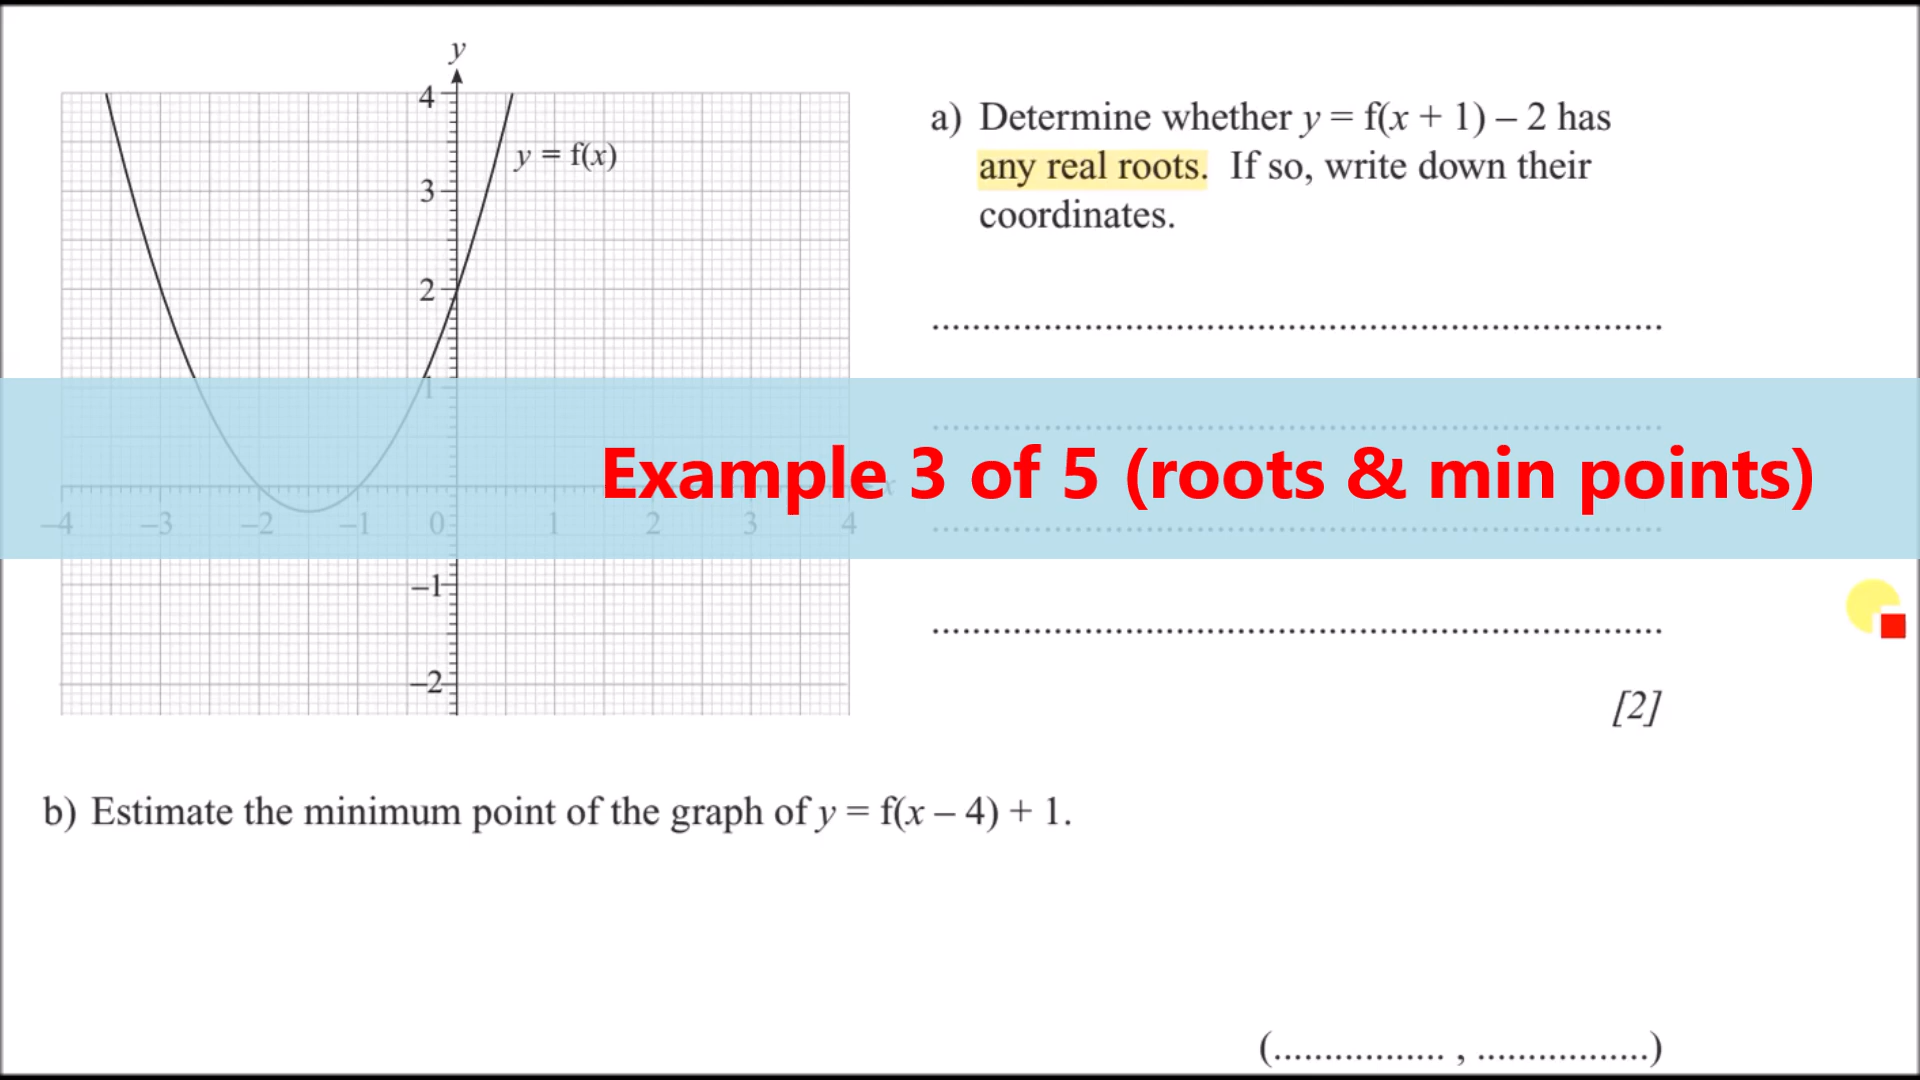 y
4
y = f(x)
3
2
1
–4 –3 –2 –1 0 1 2 3 4 x
–1
–2
a) Determine whether y = f(x + 1) – 2 has
any real roots. If so, write down their
coordinates.
Example 3 of 5 (roots & min points)
[2]
b) Estimate the minimum point of the graph of y = f(x – 4) + 1.
(................. , .................)